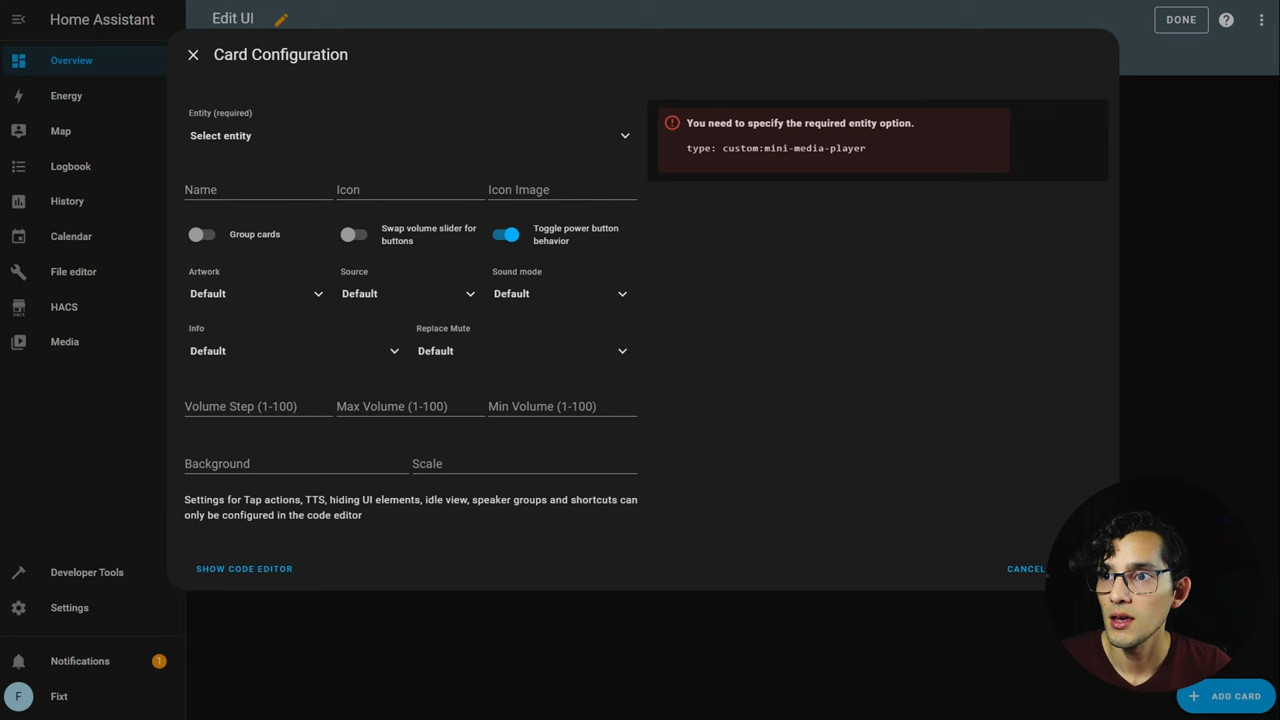 Home Assistant
Edit UI
DONE
Overview
Energy
Map
Logbook
History
Calendar
File editor
HACS
HACS
Media
Developer Tools
Settings
Notifications
1
F
Fixt
Card Configuration
Entity (required)
Select entity
Name
Icon
Icon Image
Group cards
Swap volume slider for
buttons
Toggle power button
behavior
Artwork
Default
Source
Default
Sound mode
Default
Info
Default
Replace Mute
Default
Volume Step (1-100)
Max Volume (1-100)
Min Volume (1-100)
Background
Scale
Settings for Tap actions, TTS, hiding UI elements, idle view, speaker groups and shortcuts can
only be configured in the code editor
SHOW CODE EDITOR
CANCEL
You need to specify the required entity option.
type: custom:mini-media-player
ADD CARD